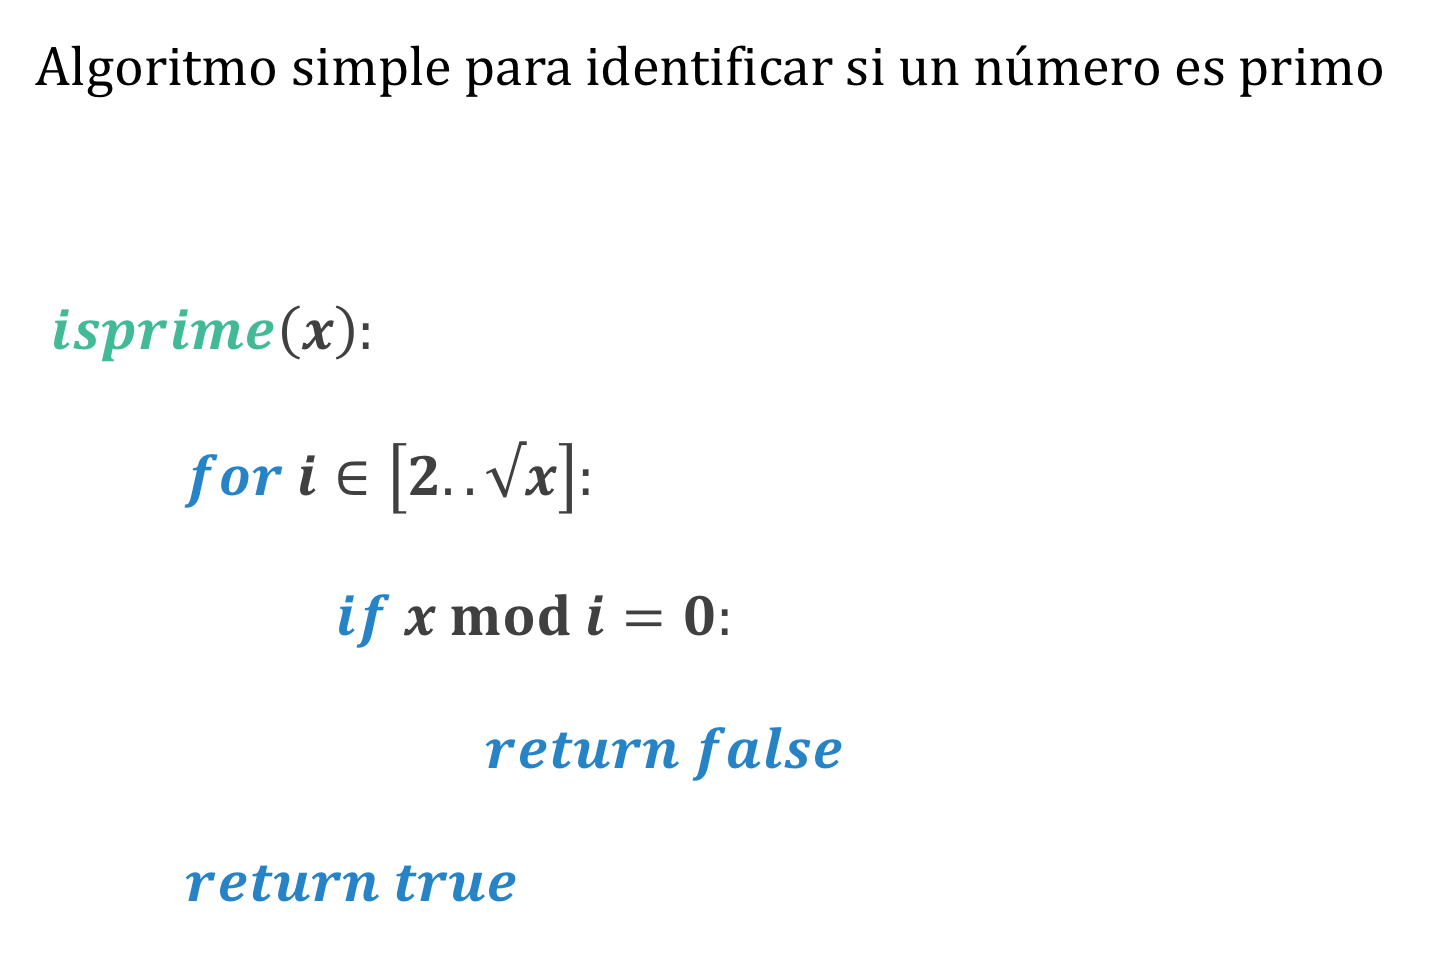 Algoritmo simple para identificar si un número es primo
isprime(x):
for i ∈ [2..√x]:
if x mod i = 0:
return false
return true